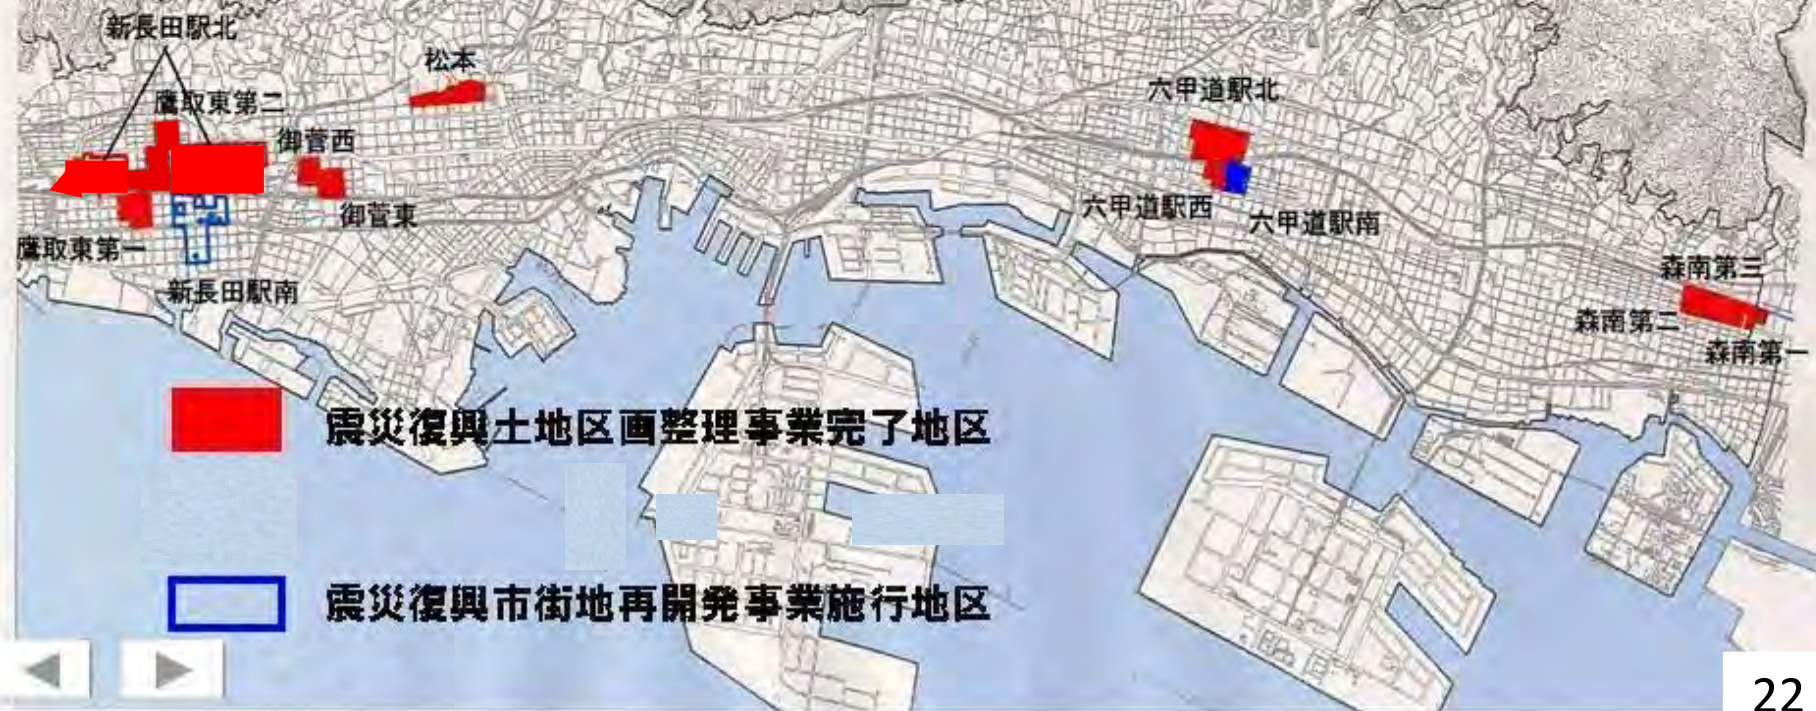 新長田駅北
松本
六甲道駅北
鷹取東第二
御菅西
御菅東
六甲道駅西
六甲道駅南
鷹取東第一
新長田駅南
森南第三
森南第二
森南第一
震災復興土地区画整理事業完了地区
震災復興市街地再開発事業施行地区
22